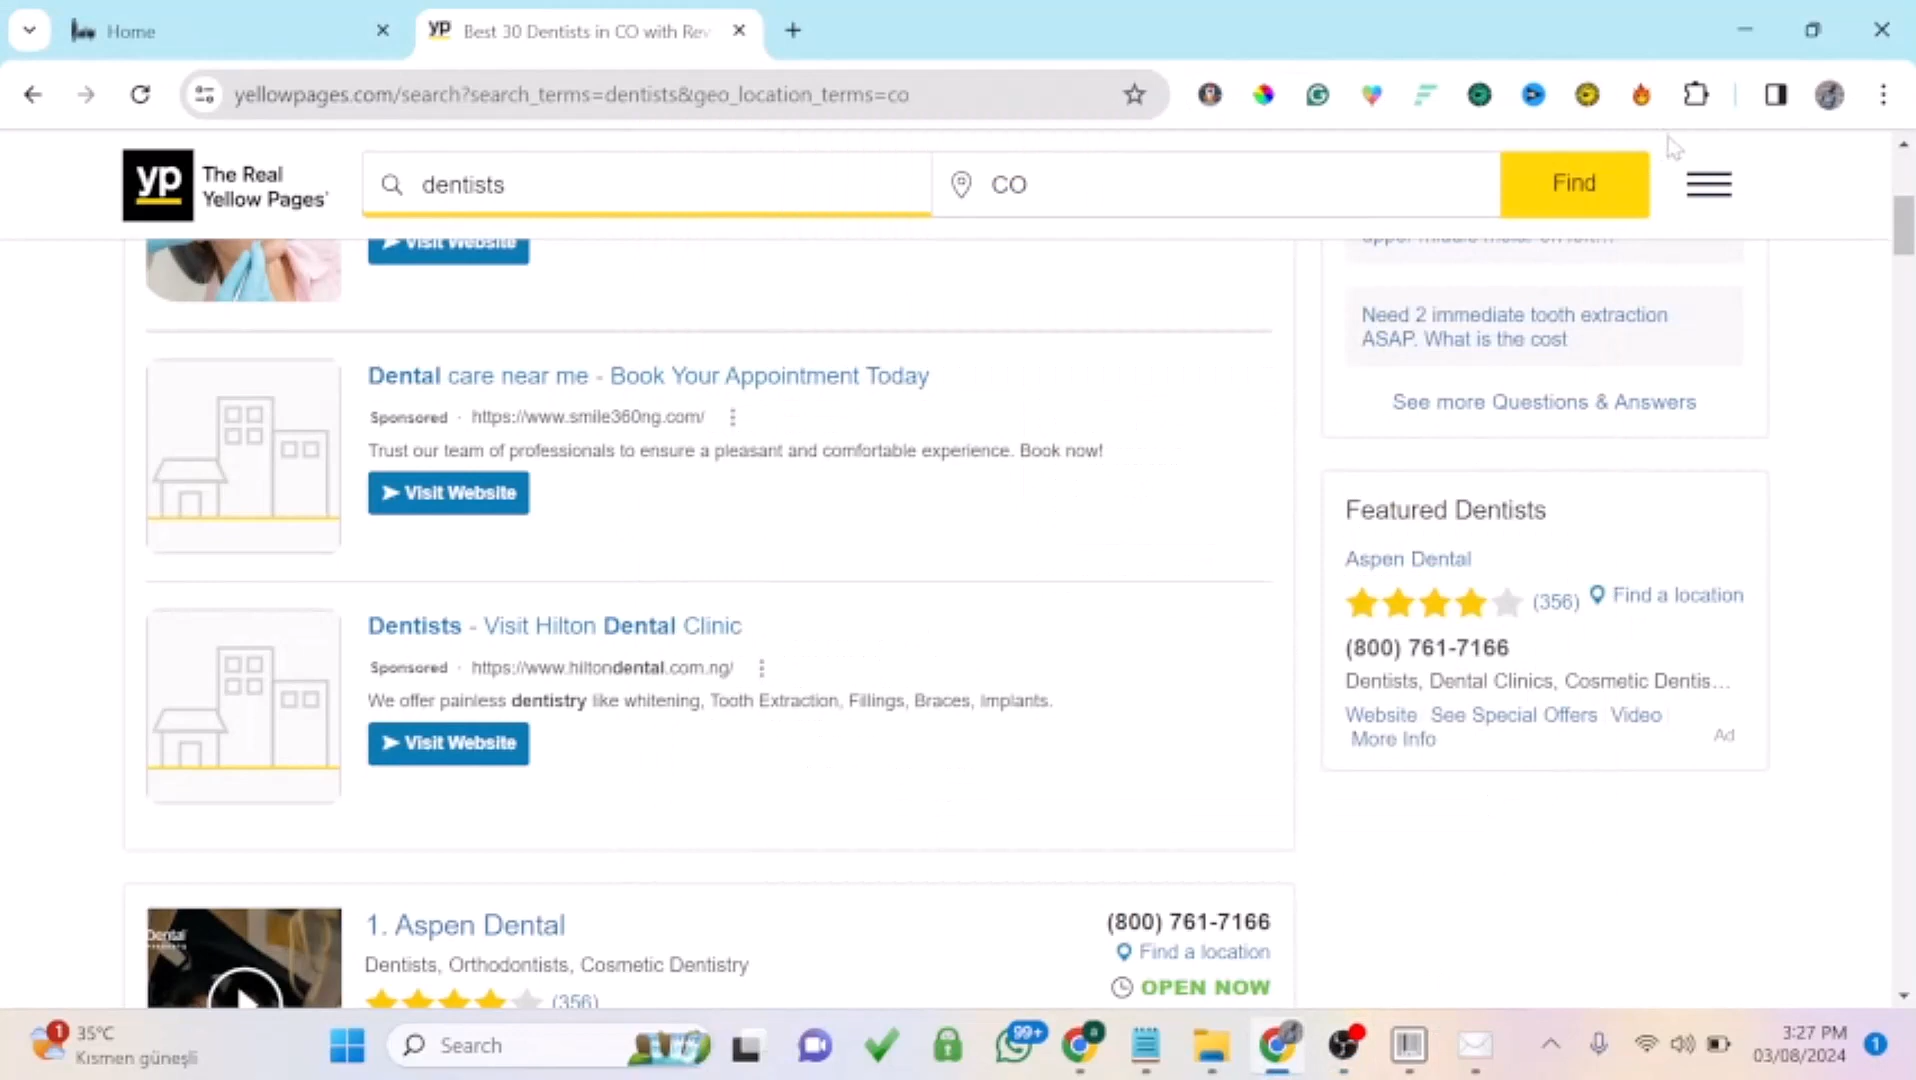 Home
YP Best 30 Dentists in CO with Rev
yellowpages.com/search?search_terms=dentists&geo_location_terms=co
yp The Real
Yellow Pages
dentists
CO
Find
Visit Website
Need 2 immediate tooth extraction
ASAP. What is the cost
See more Questions & Answers
Dental care near me - Book Your Appointment Today
Sponsored · https://www.smile360ng.com/
Trust our team of professionals to ensure a pleasant and comfortable experience. Book now!
Visit Website
Dentists - Visit Hilton Dental Clinic
Sponsored · https://www.hiltondental.com.ng/
We offer painless dentistry like whitening, Tooth Extraction, Fillings, Braces, Implants.
Visit Website
Featured Dentists
Aspen Dental
(356) Find a location
(800) 761-7166
Dentists, Dental Clinics, Cosmetic Dentis...
Website See Special Offers Video
More Info
Ad
Dental
1. Aspen Dental
Dentists, Orthodontists, Cosmetic Dentistry
(356)
(800) 761-7166
Find a location
OPEN NOW
1
35°C
Kısmen güneşli
Search
99+
a
3:27 PM
03/08/2024
1